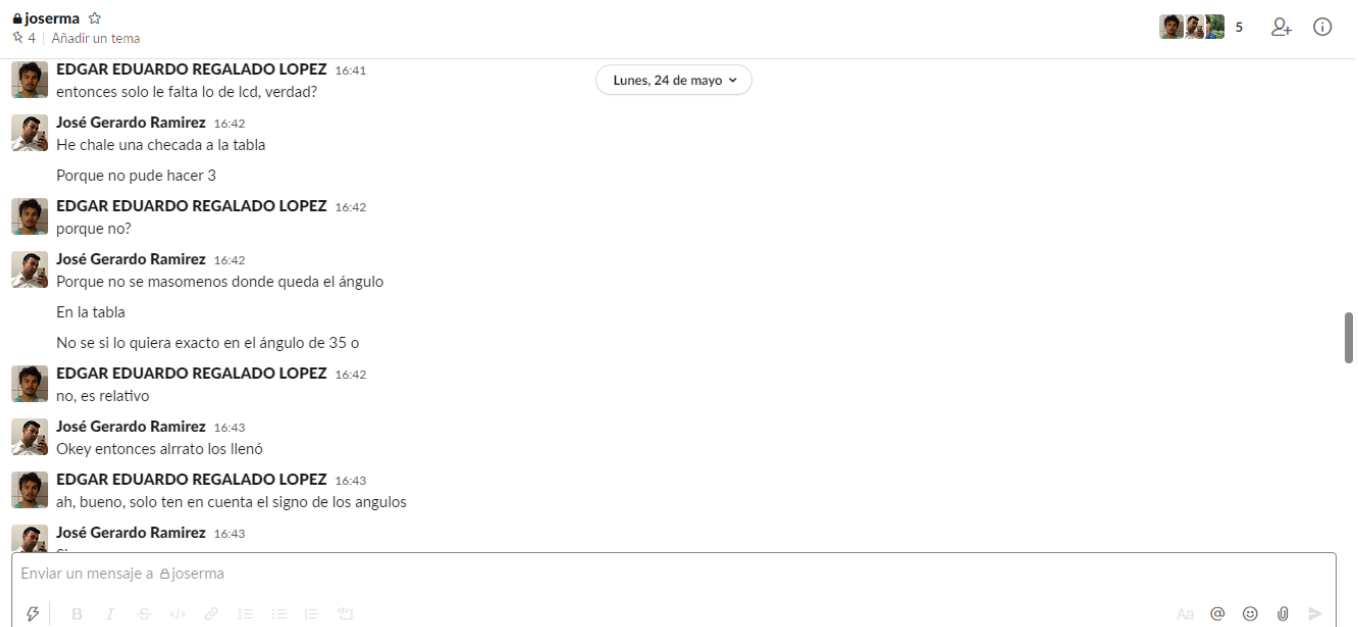 joserma
4 | Añadir un tema
5
Lunes, 24 de mayo
EDGAR EDUARDO REGALADO LOPEZ 16:41
entonces solo le falta lo de lcd, verdad?
José Gerardo Ramirez 16:42
He chale una checada a la tabla
Porque no pude hacer 3
EDGAR EDUARDO REGALADO LOPEZ 16:42
porque no?
José Gerardo Ramirez 16:42
Porque no se masomenos donde queda el ángulo
En la tabla
No se si lo quiera exacto en el ángulo de 35 o
EDGAR EDUARDO REGALADO LOPEZ 16:42
no, es relativo
José Gerardo Ramirez 16:43
Okey entonces alrrato los llenó
EDGAR EDUARDO REGALADO LOPEZ 16:43
ah, bueno, solo ten en cuenta el signo de los angulos
José Gerardo Ramirez 16:43
Enviar un mensaje a joserma
B I S </> Aa @